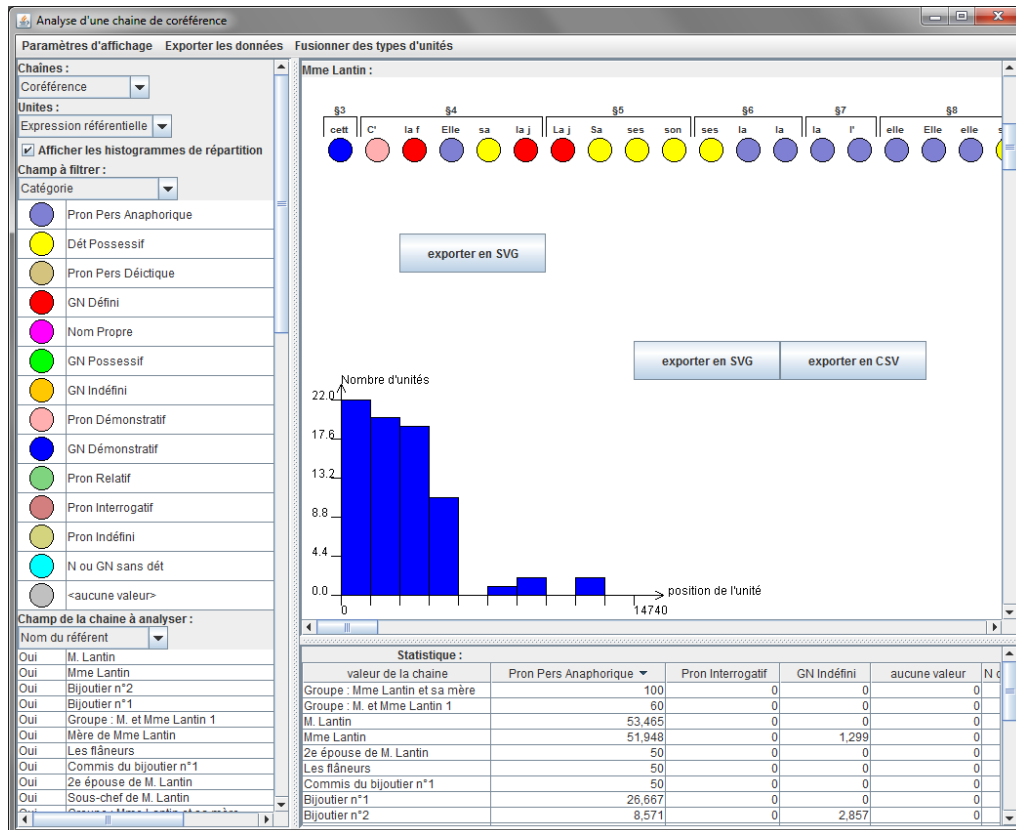 Analyse d'une chaine de coréférence
Paramètres d'affichage Exporter les données Fusionner des types d'unités
Chaînes :
Coréférence
Unites :
Expression référentielle
Afficher les histogrammes de répartition
Champ à filtrer :
Catégorie
Pron Pers Anaphorique
Dét Possessif
Pron Pers Déictique
GN Défini
Nom Propre
GN Possessif
GN Indéfini
Pron Démonstratif
GN Démonstratif
Pron Relatif
Pron Interrogatif
Pron Indéfini
N ou GN sans dét
<aucune valeur>
Champ de la chaine à analyser :
Nom du référent
Oui M. Lantin
Oui Mme Lantin
Oui Bijoutier n°2
Oui Bijoutier n°1
Oui Groupe : M. et Mme Lantin 1
Oui Mère de Mme Lantin
Oui Les flâneurs
Oui Commis du bijoutier n°1
Oui 2e épouse de M. Lantin
Oui Sous-chef de M. Lantin
Oui Groupe : Mme Lantin et sa mère
Mme Lantin :
§3 §4 §5 §6 §7 §8
cett C' la f Elle sa la j La j Sa ses son ses la la la l' elle Elle elle s
exporter en SVG
exporter en SVG exporter en CSV
Nombre d'unités
22.0
17.6
13.2
8.8
4.4
0.0
position de l'unité
0 14740
Statistique :
valeur de la chaine Pron Pers Anaphorique Pron Interrogatif GN Indéfini aucune valeur N o
Groupe : Mme Lantin et sa mère 100 0 0 0
Groupe : M. et Mme Lantin 1 60 0 0 0
M. Lantin 53,465 0 0 0
Mme Lantin 51,948 0 1,299 0
2e épouse de M. Lantin 50 0 0 0
Les flâneurs 50 0 0 0
Commis du bijoutier n°1 50 0 0 0
Bijoutier n°1 26,667 0 0 0
Bijoutier n°2 8,571 0 2,857 0